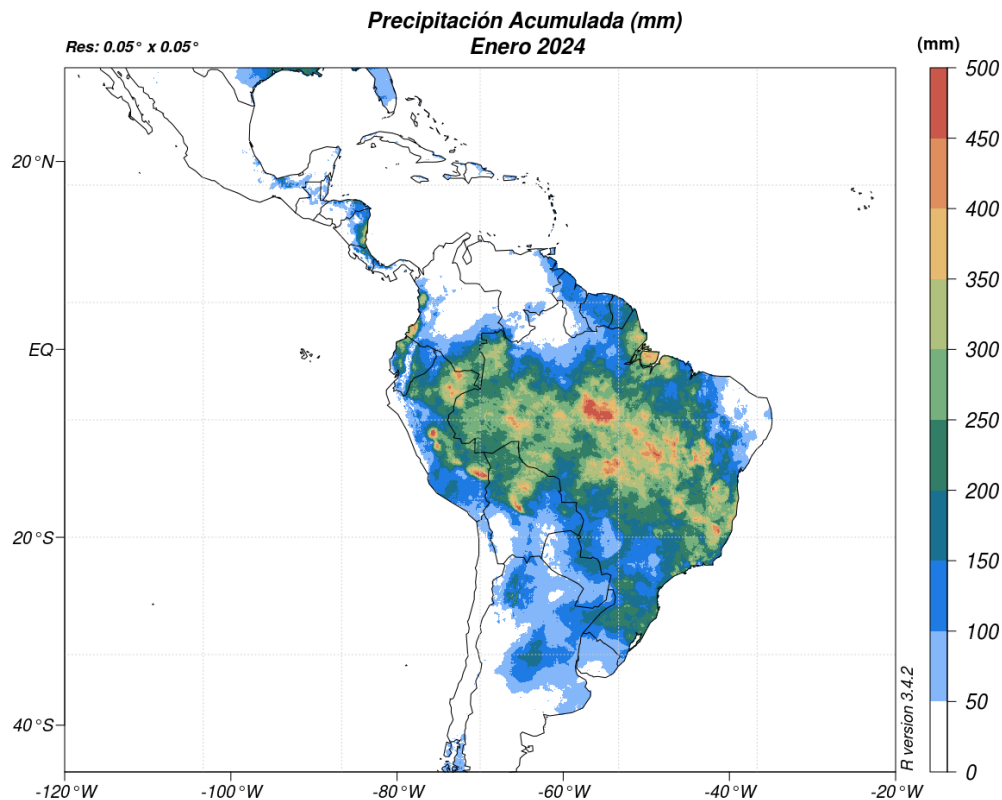 Precipitación Acumulada (mm)
Enero 2024
Res: 0.05° x 0.05°
(mm)
500
450
400
350
300
250
200
150
100
50
0
20°N
EQ
20°S
40°S
-120°W
-100°W
-80°W
-60°W
-40°W
-20°W
R version 3.4.2